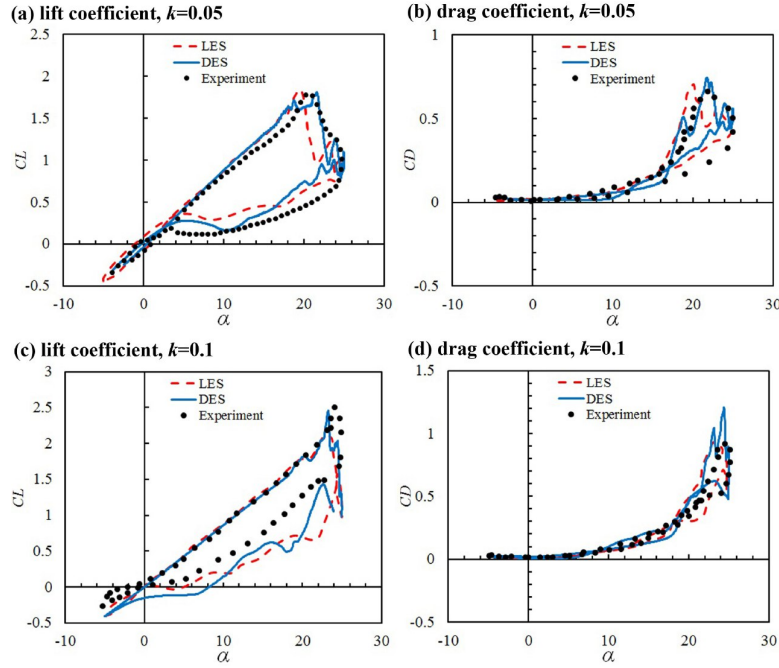 (a) lift coefficient, k=0.05
2.5
2
1.5
1
0.5
0
-0.5
-10
0
10
20
30
CL
α
LES
DES
Experiment
(b) drag coefficient, k=0.05
1
0.5
0
-0.5
-10
0
10
20
30
CD
α
LES
DES
Experiment
(c) lift coefficient, k=0.1
3
2.5
2
1.5
1
0.5
0
-0.5
-10
0
10
20
30
CL
α
LES
DES
Experiment
(d) drag coefficient, k=0.1
1.5
1
0.5
0
-0.5
-10
0
10
20
30
CD
α
LES
DES
Experiment